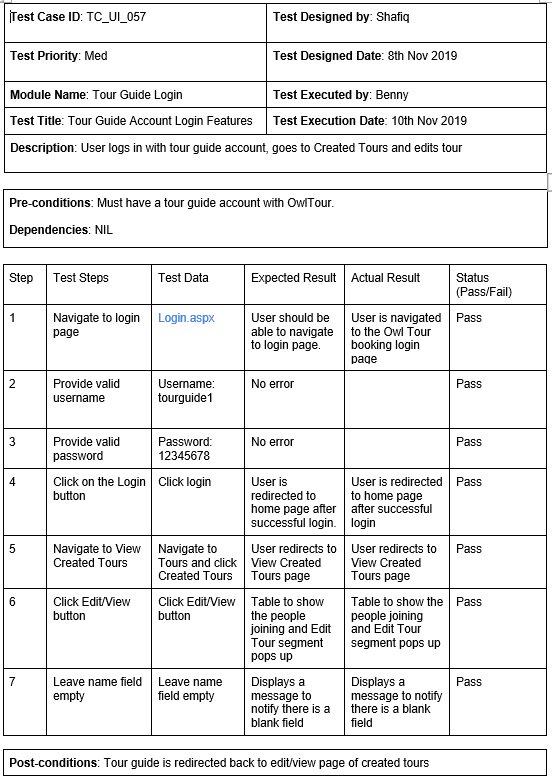 Test Case ID: TC_UI_057
Test Designed by: Shafiq
Test Priority: Med
Test Designed Date: 8th Nov 2019
Module Name: Tour Guide Login
Test Executed by: Benny
Test Title: Tour Guide Account Login Features
Test Execution Date: 10th Nov 2019
Description: User logs in with tour guide account, goes to Created Tours and edits tour
Pre-conditions: Must have a tour guide account with OwlTour.
Dependencies: NIL
Step
Test Steps
Test Data
Expected Result
Actual Result
Status
(Pass/Fail)
1
Navigate to login
page
Login.aspx
User should be
able to navigate
to login page.
User is navigated
to the Owl Tour
booking login
page
Pass
2
Provide valid
username
Username:
tourguide1
No error
Pass
3
Provide valid
password
Password:
12345678
No error
Pass
4
Click on the Login
button
Click login
User is
redirected to
home page after
successful login.
User is redirected
to home page
after successful
login
Pass
5
Navigate to View
Created Tours
Navigate to
Tours and click
Created Tours
User redirects to
View Created
Tours page
User redirects to
View Created
Tours page
Pass
6
Click Edit/View
button
Click Edit/View
button
Table to show
the people
joining and Edit
Tour segment
pops up
Table to show the
people joining
and Edit Tour
segment pops up
Pass
7
Leave name field
empty
Leave name
field empty
Displays a
message to
notify there is a
blank field
Displays a
message to notify
there is a blank
field
Pass
Post-conditions: Tour guide is redirected back to edit/view page of created tours